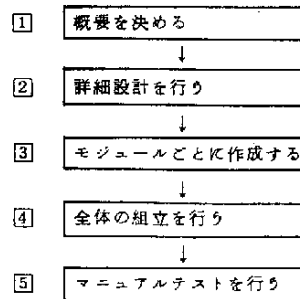 1 概要を決める
2 詳細設計を行う
3 モジュールごとに作成する
4 全体の組立を行う
5 マニュアルテストを行う